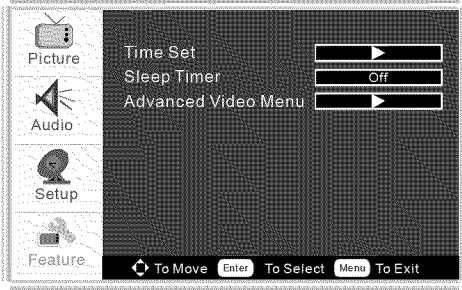 Picture
Audio
Setup
Feature
Time Set
Sleep Timer Off
Advanced Video Menu
To Move Enter To Select Menu To Exit